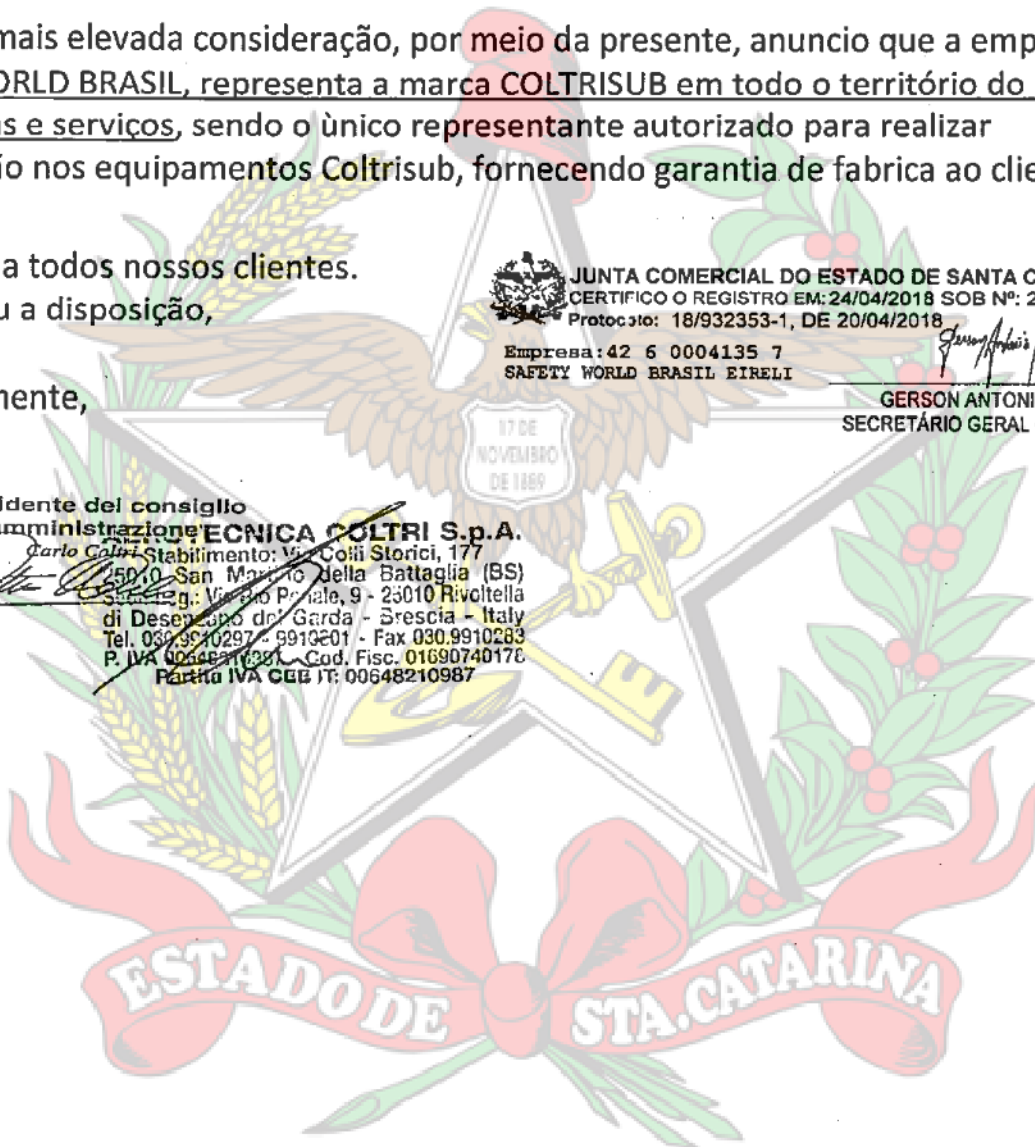 mais elevada consideração, por meio da presente, anuncio que a emp
ORLD BRASIL, representa a marca COLTRISUB em todo o território do
s e serviços, sendo o ùnico representante autorizado para realizar
o nos equipamentos Coltrisub, fornecendo garantia de fabrica ao clie
a todos nossos clientes.
u a disposição,
mente,
JUNTA COMERCIAL DO ESTADO DE SANTA C
CERTIFICO O REGISTRO EM: 24/04/2018 SOB Nº: 2
Protocolo: 18/932353-1, DE 20/04/2018
Empresa:42 6 0004135 7
SAFETY WORLD BRASIL EIRELI
GERSON ANTONI
SECRETÁRIO GERAL
17 DE
NOVEMBRO
DE 1889
idente del consiglio
mministrazione
ECNICA COLTRI S.p.A.
Carlo Coltri
Stabilimento: Via Colli Storici, 177
San Martino della Battaglia (BS)
9 - 25010 Rivoltella
di Desenzano del Garda - Brescia - Italy
Tel. 030.9910297 - 9910301 - Fax 030.9910283
P. IVA Cod. Fisc. 01690740178
Partita IVA CEE IT: 00648210987
ESTADO DE STA.CATARINA